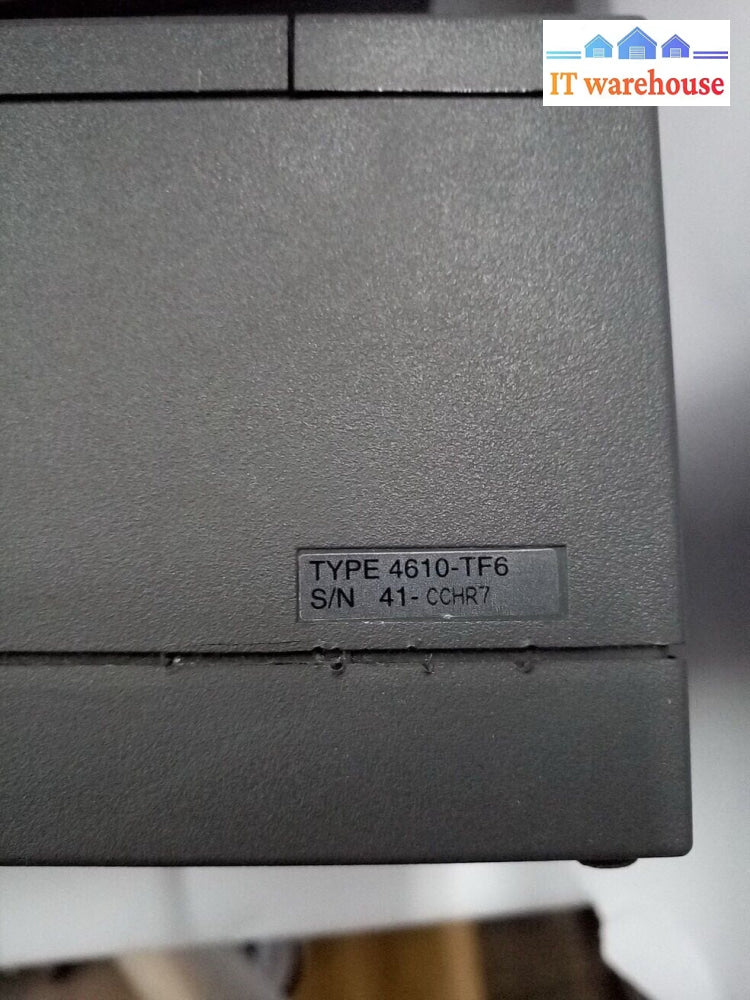 IT warehouse
TYPE 4610-TF6
S/N 41-CCHR7